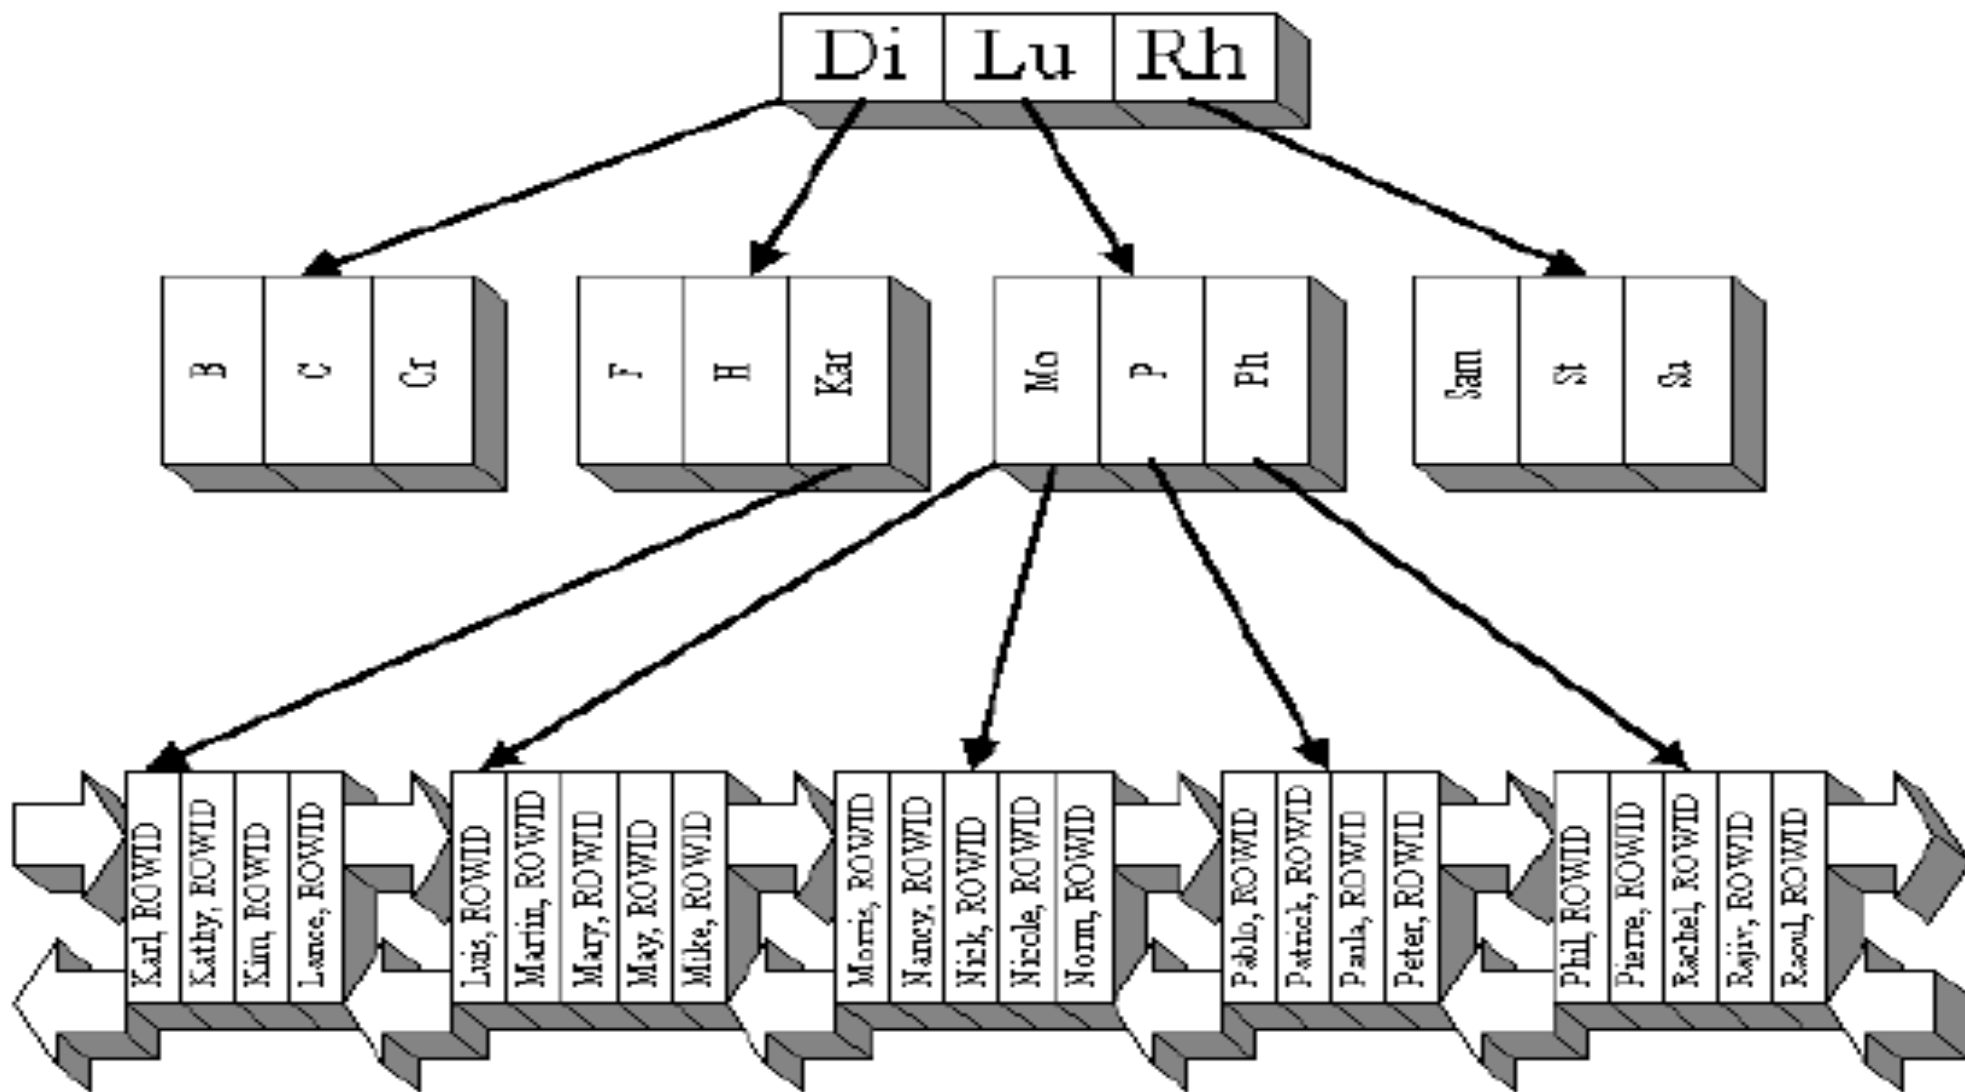 Di Lu Rh
B
C
Cr
F
H
Kar
Mo
P
Ph
Sam
St
Su
Karl, ROWID
Kathy, ROWID
Kim, ROWID
Lance, ROWID
Luis, ROWID
Martin, ROWID
Mary, ROWID
May, ROWID
Mike, ROWID
Morris, ROWID
Nancy, ROWID
Nick, ROWID
Nicole, ROWID
Norm, ROWID
Pablo, ROWID
Patrick, ROWID
Paula, ROWID
Peter, ROWID
Phil, ROWID
Pierre, ROWID
Rachel, ROWID
Rajiv, ROWID
Raoul, ROWID